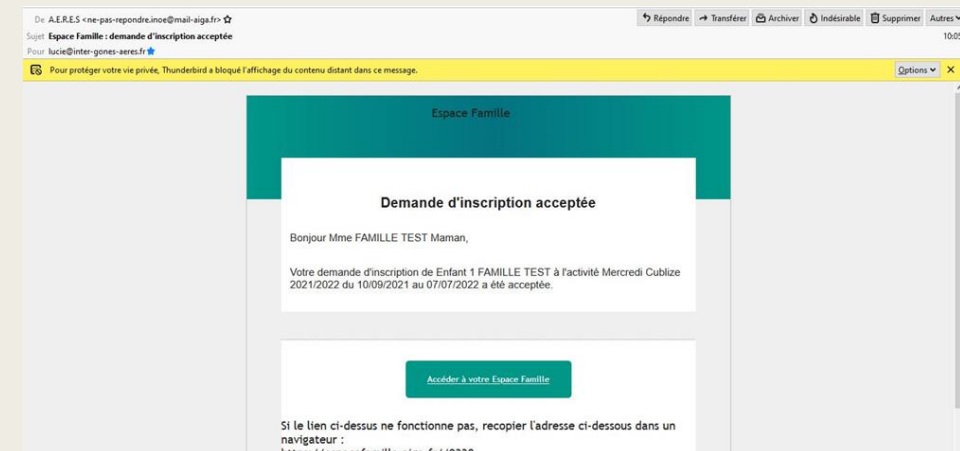 De A.E.R.E.S <ne-pas-repondre.inoe@mail-aiga.fr>
Répondre Transférer Archiver Indésirable Supprimer Autres
Sujet Espace Famille : demande d'inscription acceptée
10:05
Pour lucie@inter-gones-aeres.fr
Pour protéger votre vie privée, Thunderbird a bloqué l'affichage du contenu distant dans ce message.
Options
Espace Famille
Demande d'inscription acceptée
Bonjour Mme FAMILLE TEST Maman,
Votre demande d'inscription de Enfant 1 FAMILLE TEST à l'activité Mercredi Cublize
2021/2022 du 10/09/2021 au 07/07/2022 a été acceptée.
Accéder à votre Espace Famille
Si le lien ci-dessus ne fonctionne pas, recopier l'adresse ci-dessous dans un
navigateur :